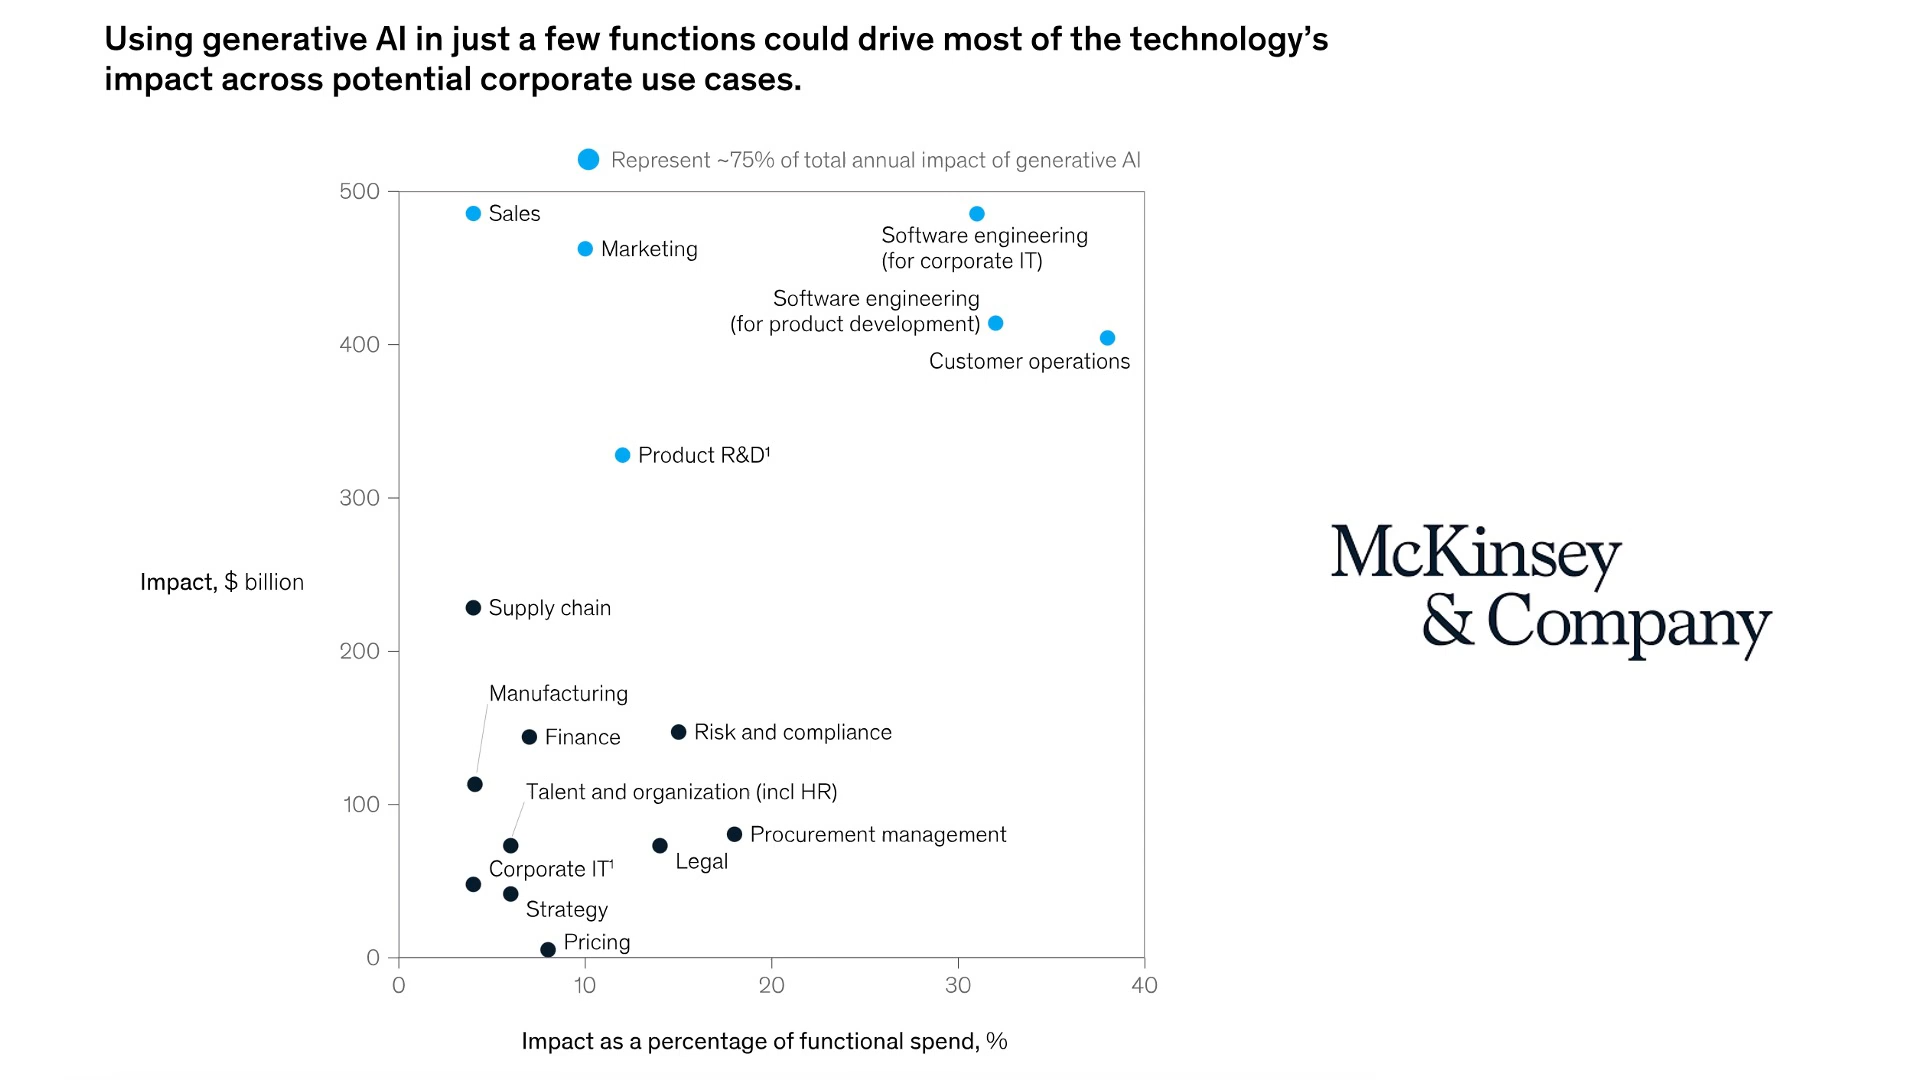 Using generative AI in just a few functions could drive most of the technology’s
impact across potential corporate use cases.
Represent ~75% of total annual impact of generative AI
500
Sales
Marketing
Software engineering
(for corporate IT)
Software engineering
(for product development)
400
Customer operations
Product R&D¹
300
Impact, $ billion
Supply chain
200
Manufacturing
Finance
Risk and compliance
Talent and organization (incl HR)
100
Procurement management
Legal
Corporate IT¹
Strategy
Pricing
0
0 10 20 30 40
Impact as a percentage of functional spend, %
McKinsey
& Company